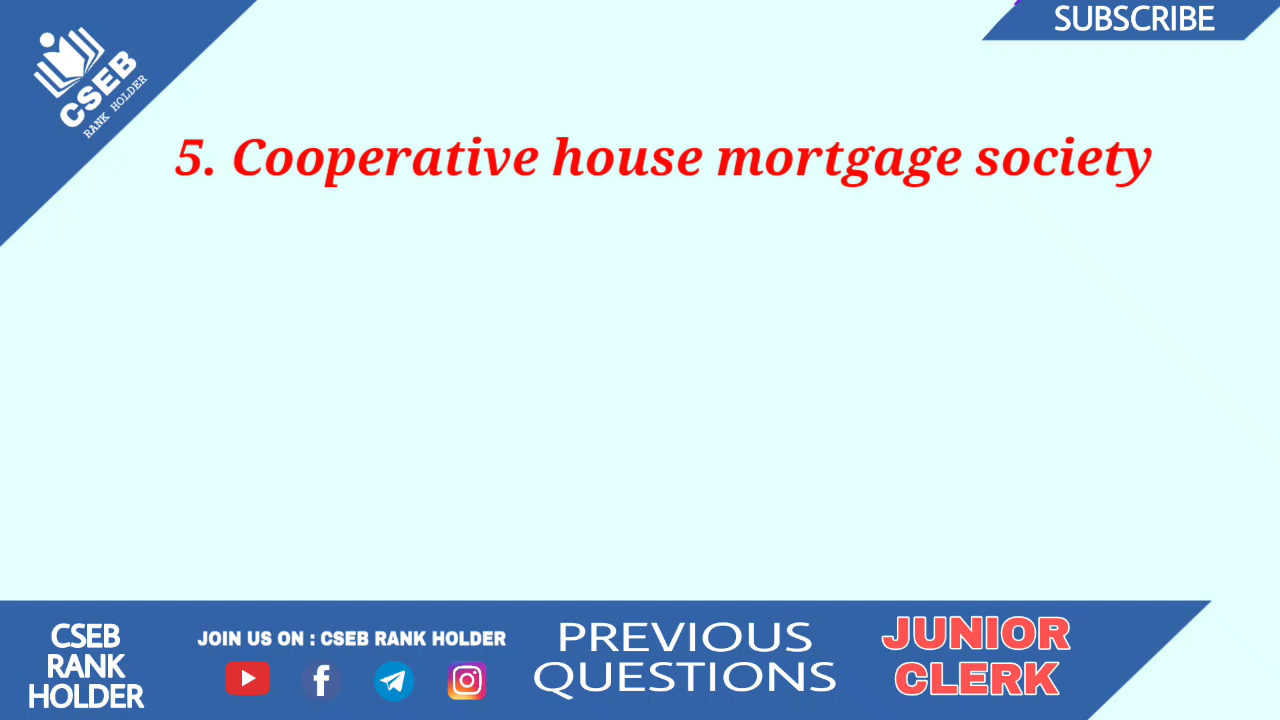 CSEB
RANK HOLDER
SUBSCRIBE
5. Cooperative house mortgage society
CSEB
RANK
HOLDER
JOIN US ON : CSEB RANK HOLDER
PREVIOUS
QUESTIONS
JUNIOR
CLERK